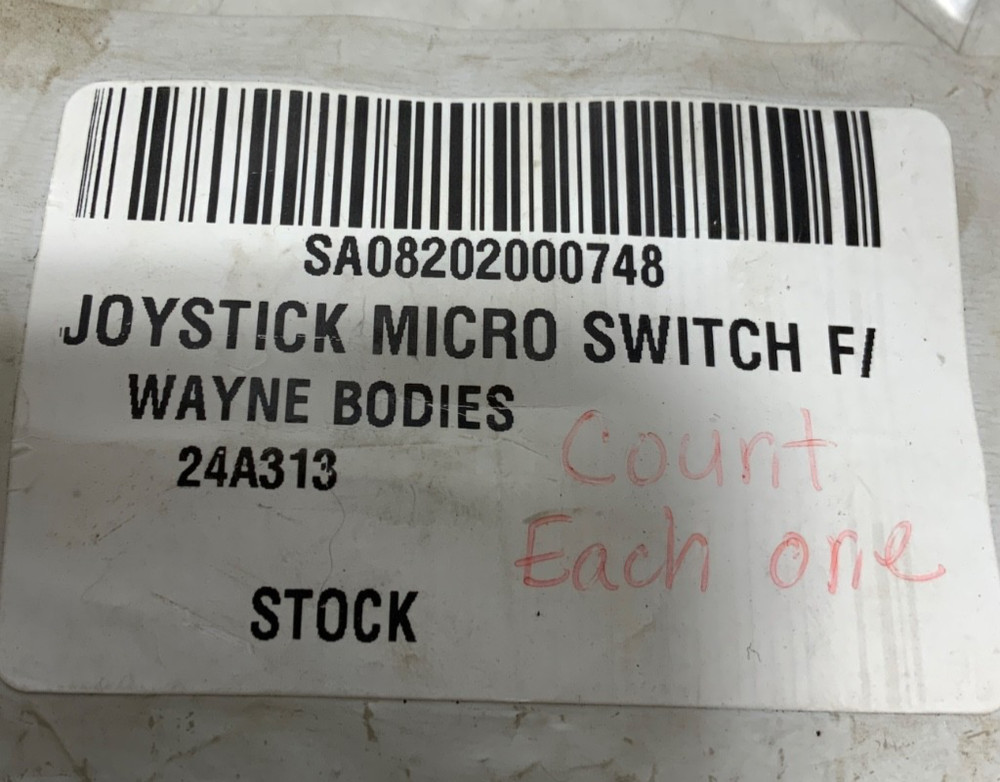 SA08202000748
JOYSTICK MICRO SWITCH F/
WAYNE BODIES
24A313
Count
Each one
STOCK